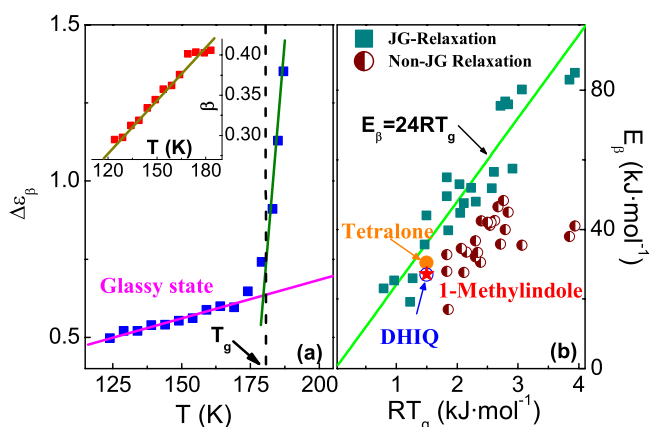 1.5
1.0
0.5
Δε_β
0.40
0.35
0.30
β
120
150
180
T (K)
Glassy state
T_g
(a)
125
150
175
200
T (K)
JG-Relaxation
Non-JG Relaxation
E_β=24RT_g
Tetralone
1-Methylindole
DHIQ
(b)
80
40
0
E_β (kJ·mol⁻¹)
1
2
3
4
RT_g (kJ·mol⁻¹)